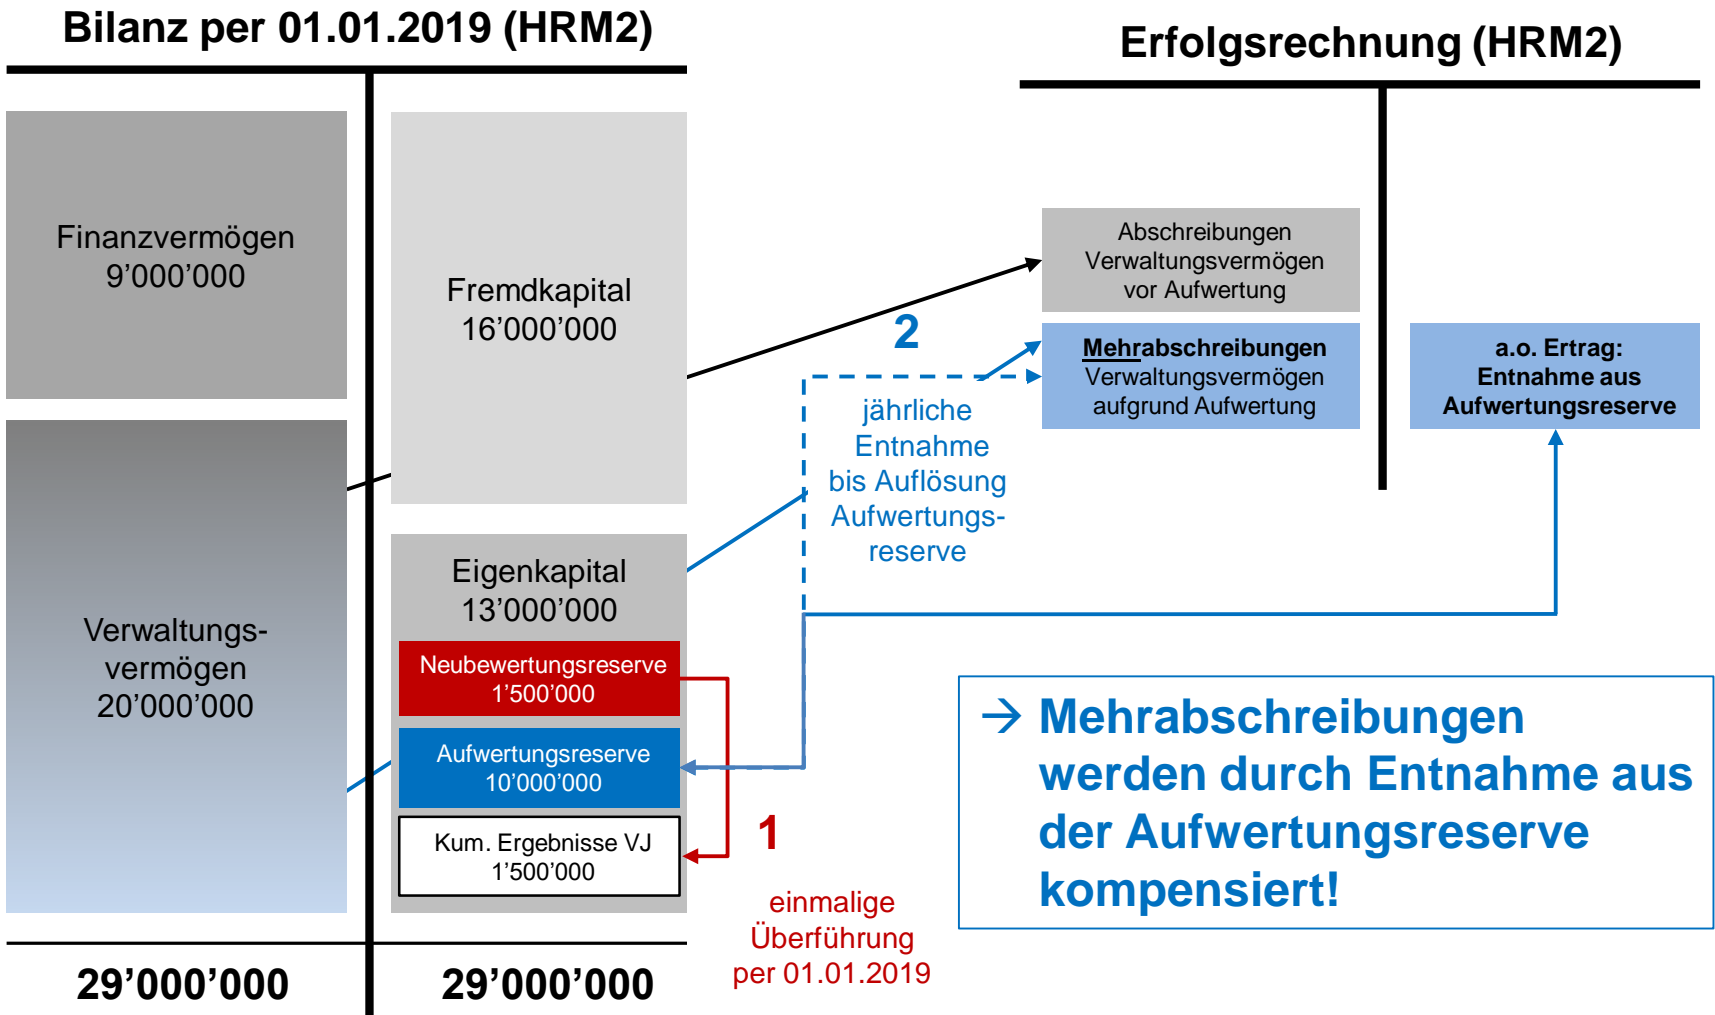 Bilanz per 01.01.2019 (HRM2)
Finanzvermögen
9’000’000
Verwaltungs-
vermögen
20’000’000
29’000’000
Fremdkapital
16’000’000
Eigenkapital
13’000’000
Neubewertungsreserve
1’500’000
Aufwertungsreserve
10’000’000
Kum. Ergebnisse VJ
1’500’000
29’000’000
1
einmalige
Überführung
per 01.01.2019
2
jährliche
Entnahme
bis Auflösung
Aufwertungs-
reserve
Erfolgsrechnung (HRM2)
Abschreibungen
Verwaltungsvermögen
vor Aufwertung
Mehrabschreibungen
Verwaltungsvermögen
aufgrund Aufwertung
a.o. Ertrag:
Entnahme aus
Aufwertungsreserve
→ Mehrabschreibungen
werden durch Entnahme aus
der Aufwertungsreserve
kompensiert!